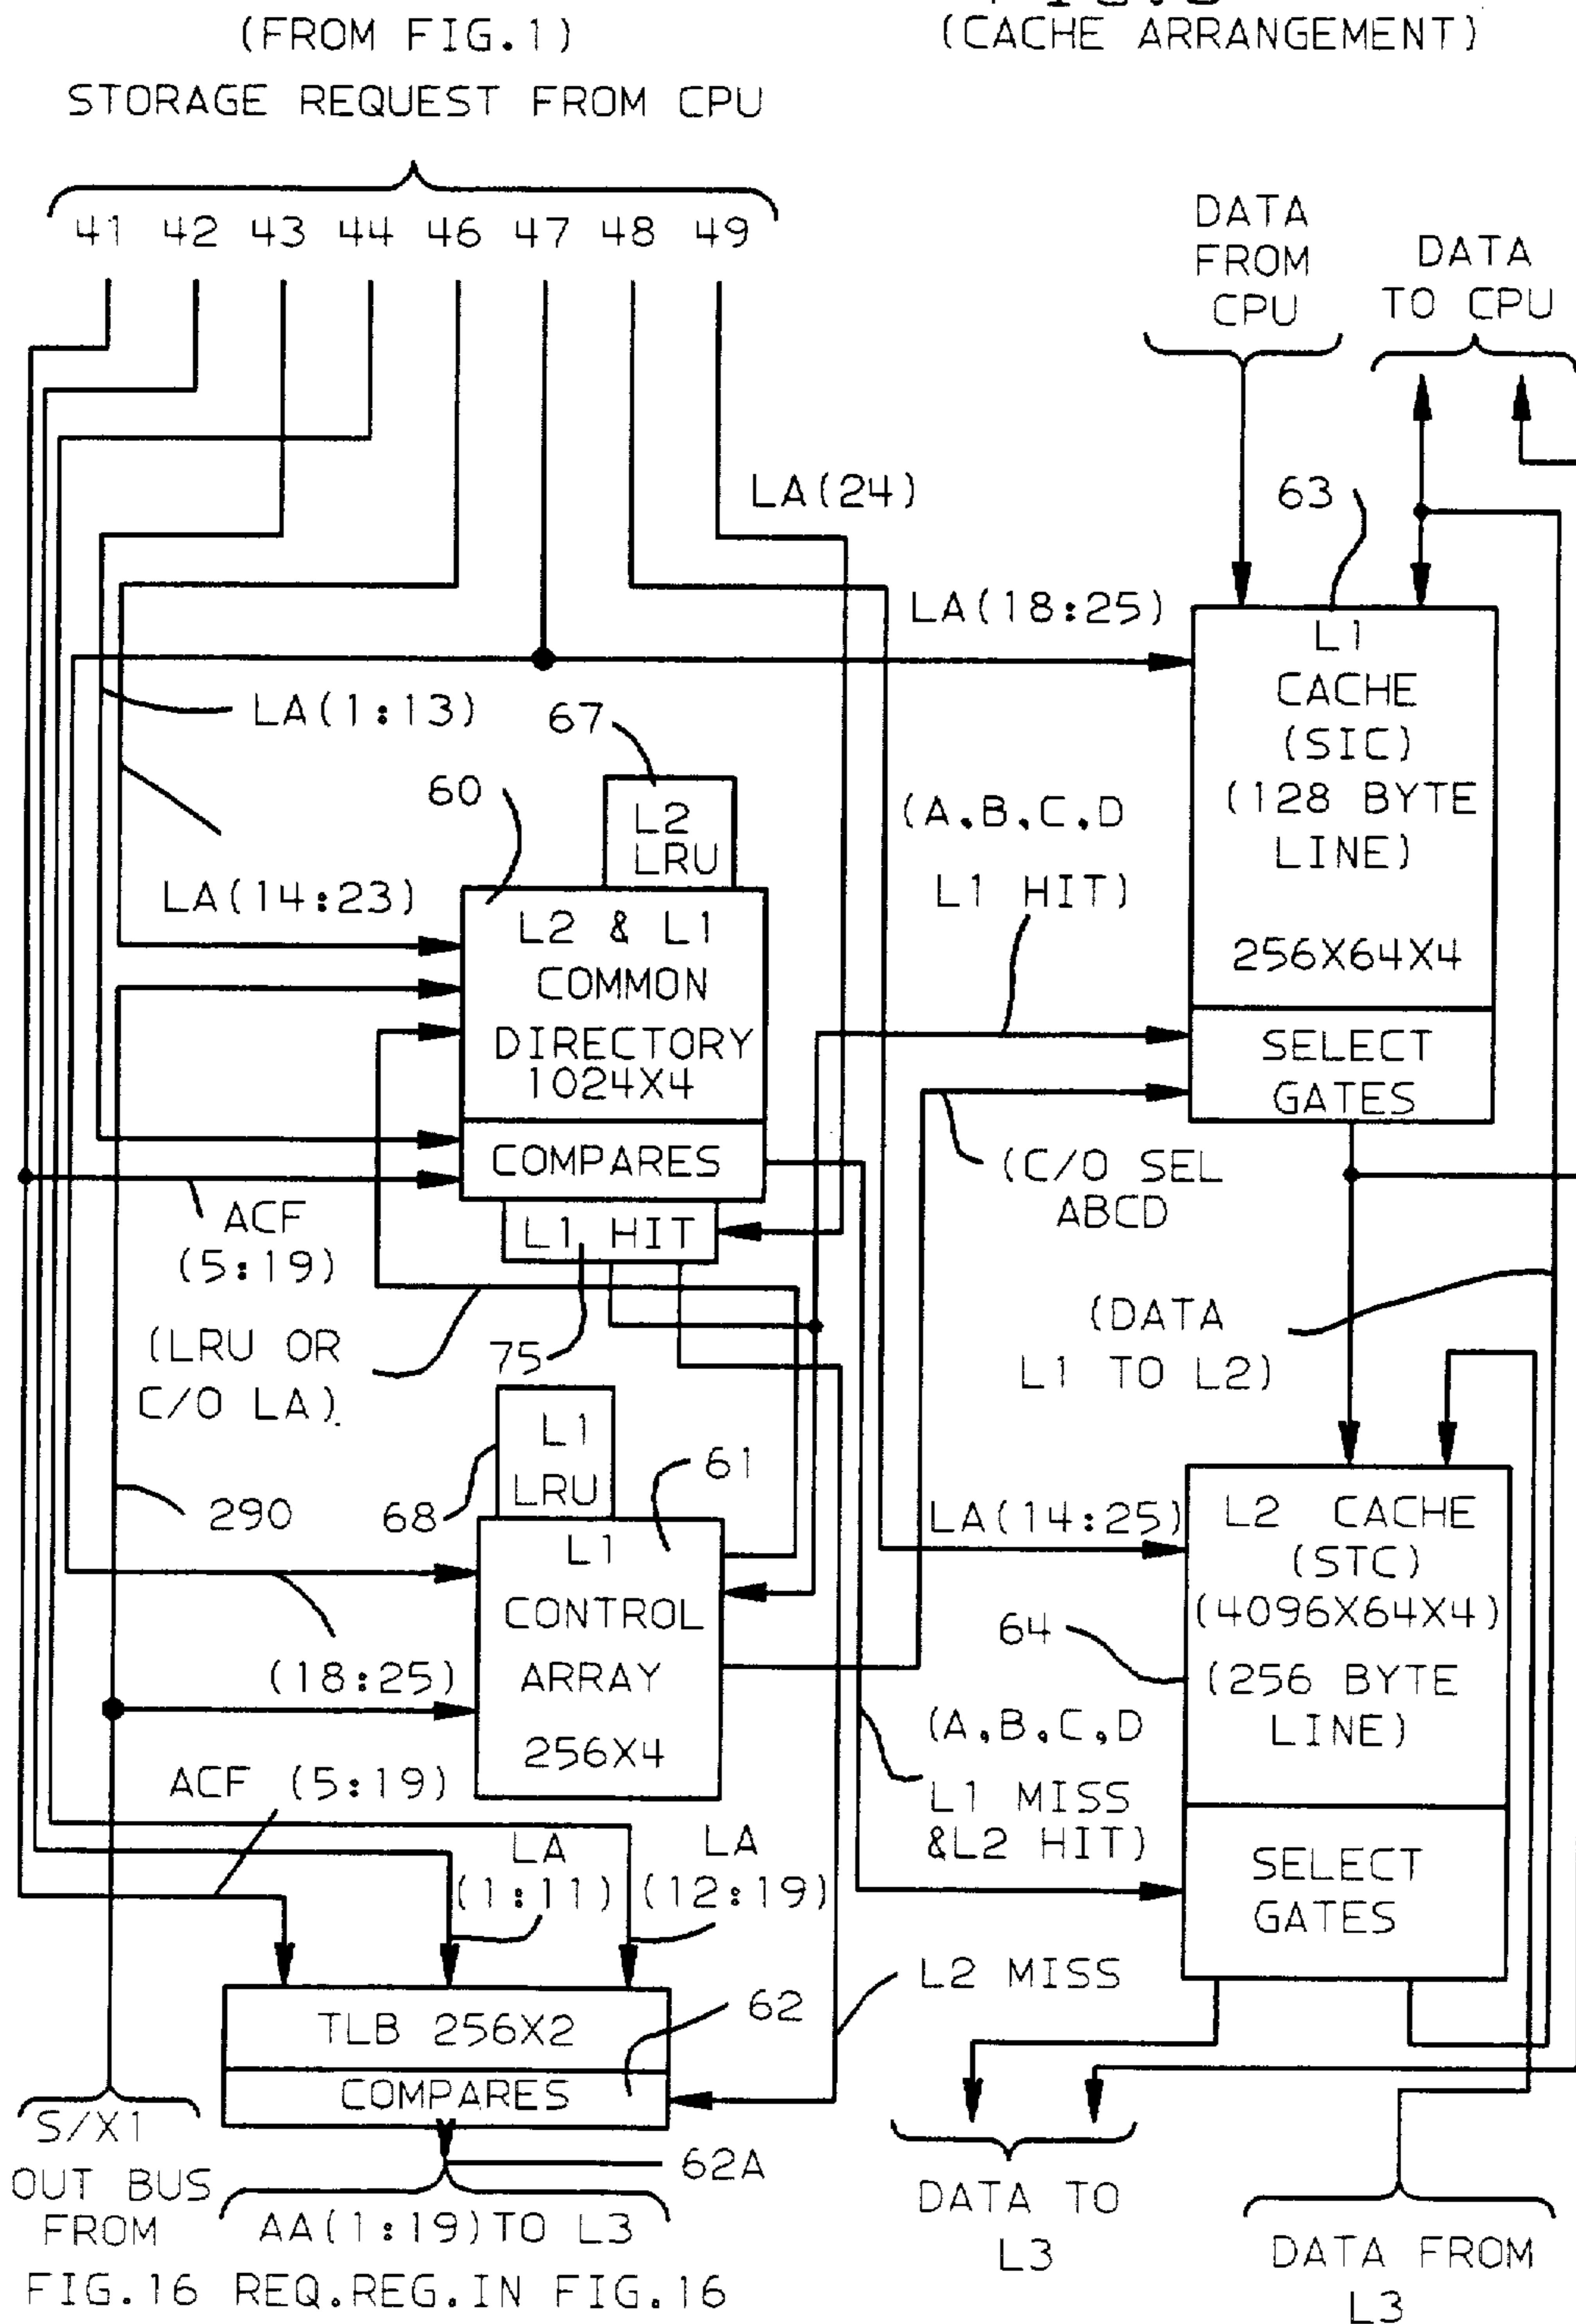 (FROM FIG.1)
(CACHE ARRANGEMENT)
STORAGE REQUEST FROM CPU
41 42 43 44 46 47 48 49
DATA
FROM
CPU
DATA
TO CPU
LA(24)
63
LA(18:25)
L1
CACHE
(SIC)
(128 BYTE
LINE)
256X64X4
SELECT
GATES
LA(1:13)
67
60
L2
LRU
(A.B.C.D
L1 HIT)
LA(14:23)
L2 & L1
COMMON
DIRECTORY
1024X4
COMPARES
L1 HIT
ACF
(5:19)
(C/O SEL
ABCD
(LRU OR
C/O LA)
75
(DATA
L1 TO L2)
L1
LRU
68
61
290
LA(14:25)
L1
CONTROL
ARRAY
256X4
(18:25)
L2 CACHE
(STC)
(4096X64X4)
(256 BYTE
LINE)
64
SELECT
GATES
(A,B,C,D
L1 MISS
&L2 HIT)
ACF (5:19)
LA
(1:11)
LA
(12:19)
L2 MISS
TLB 256X2
COMPARES
62
S/X1
OUT BUS
FROM
FIG.16
62A
AA(1:19)TO L3
REQ.REG.IN FIG.16
DATA TO
L3
DATA FROM
L3